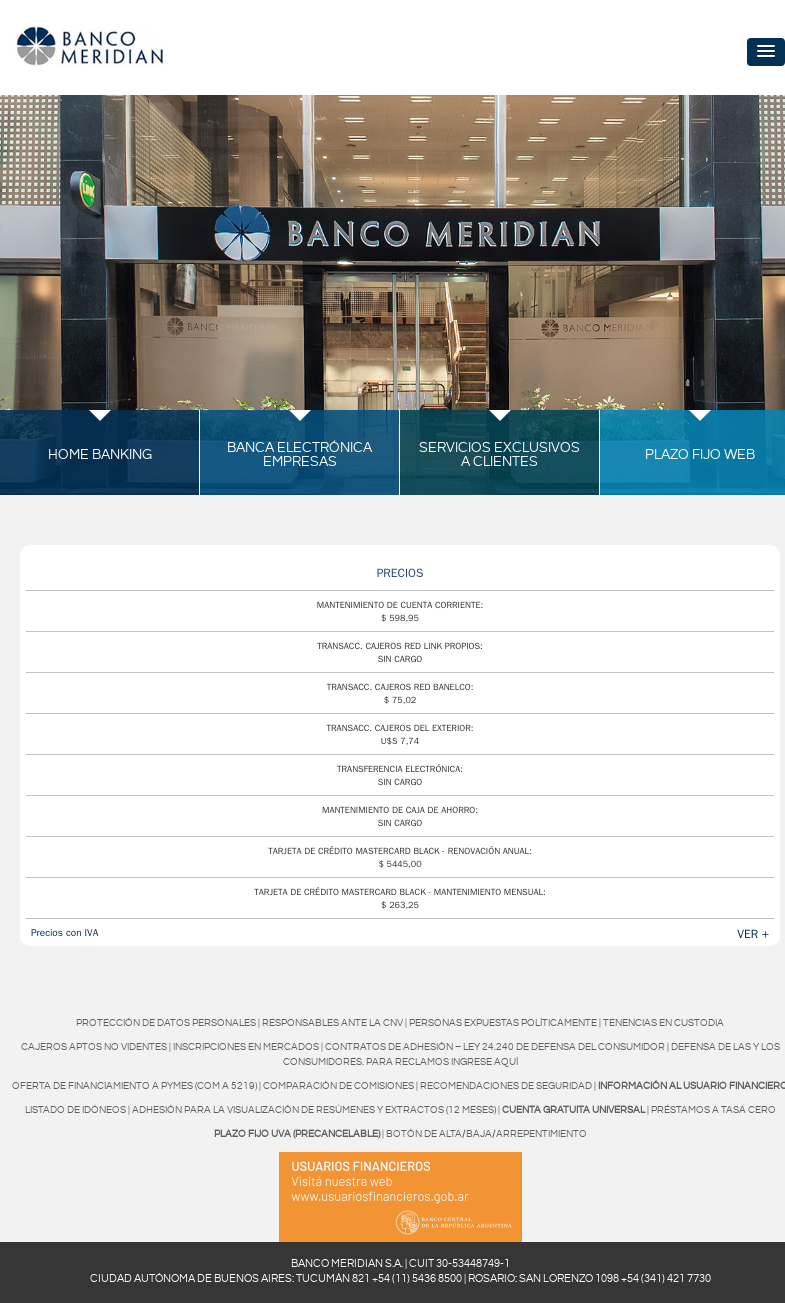 BANCO
MERIDIAN
LINK
BANCO MERIDIAN
BANCO MERIDIAN
BANCO MERIDIAN
HOME BANKING
BANCA ELECTRÓNICA
EMPRESAS
SERVICIOS EXCLUSIVOS
A CLIENTES
PLAZO FIJO WEB
PRECIOS
MANTENIMIENTO DE CUENTA CORRIENTE:
$ 598,95
TRANSACC. CAJEROS RED LINK PROPIOS:
SIN CARGO
TRANSACC. CAJEROS RED BANELCO:
$ 75,02
TRANSACC. CAJEROS DEL EXTERIOR:
U$S 7,74
TRANSFERENCIA ELECTRÓNICA:
SIN CARGO
MANTENIMIENTO DE CAJA DE AHORRO:
SIN CARGO
TARJETA DE CRÉDITO MASTERCARD BLACK - RENOVACIÓN ANUAL:
$ 5445,00
TARJETA DE CRÉDITO MASTERCARD BLACK - MANTENIMIENTO MENSUAL:
$ 263,25
Precios con IVA
VER +
PROTECCIÓN DE DATOS PERSONALES | RESPONSABLES ANTE LA CNV | PERSONAS EXPUESTAS POLÍTICAMENTE | TENENCIAS EN CUSTODIA
CAJEROS APTOS NO VIDENTES | INSCRIPCIONES EN MERCADOS | CONTRATOS DE ADHESIÓN – LEY 24.240 DE DEFENSA DEL CONSUMIDOR | DEFENSA DE LAS Y LOS
CONSUMIDORES. PARA RECLAMOS INGRESE AQUÍ
OFERTA DE FINANCIAMIENTO A PYMES (COM A 5219) | COMPARACIÓN DE COMISIONES | RECOMENDACIONES DE SEGURIDAD | INFORMACIÓN AL USUARIO FINANCIERO
LISTADO DE IDÓNEOS | ADHESIÓN PARA LA VISUALIZACIÓN DE RESÚMENES Y EXTRACTOS (12 MESES) | CUENTA GRATUITA UNIVERSAL | PRÉSTAMOS A TASA CERO
PLAZO FIJO UVA (PRECANCELABLE) | BOTÓN DE ALTA/BAJA/ARREPENTIMIENTO
USUARIOS FINANCIEROS
Visitá nuestra web
www.usuariosfinancieros.gob.ar
BANCO CENTRAL
DE LA REPÚBLICA ARGENTINA
BANCO MERIDIAN S.A. | CUIT 30-53448749-1
CIUDAD AUTÓNOMA DE BUENOS AIRES: TUCUMÁN 821 +54 (11) 5436 8500 | ROSARIO: SAN LORENZO 1098 +54 (341) 421 7730